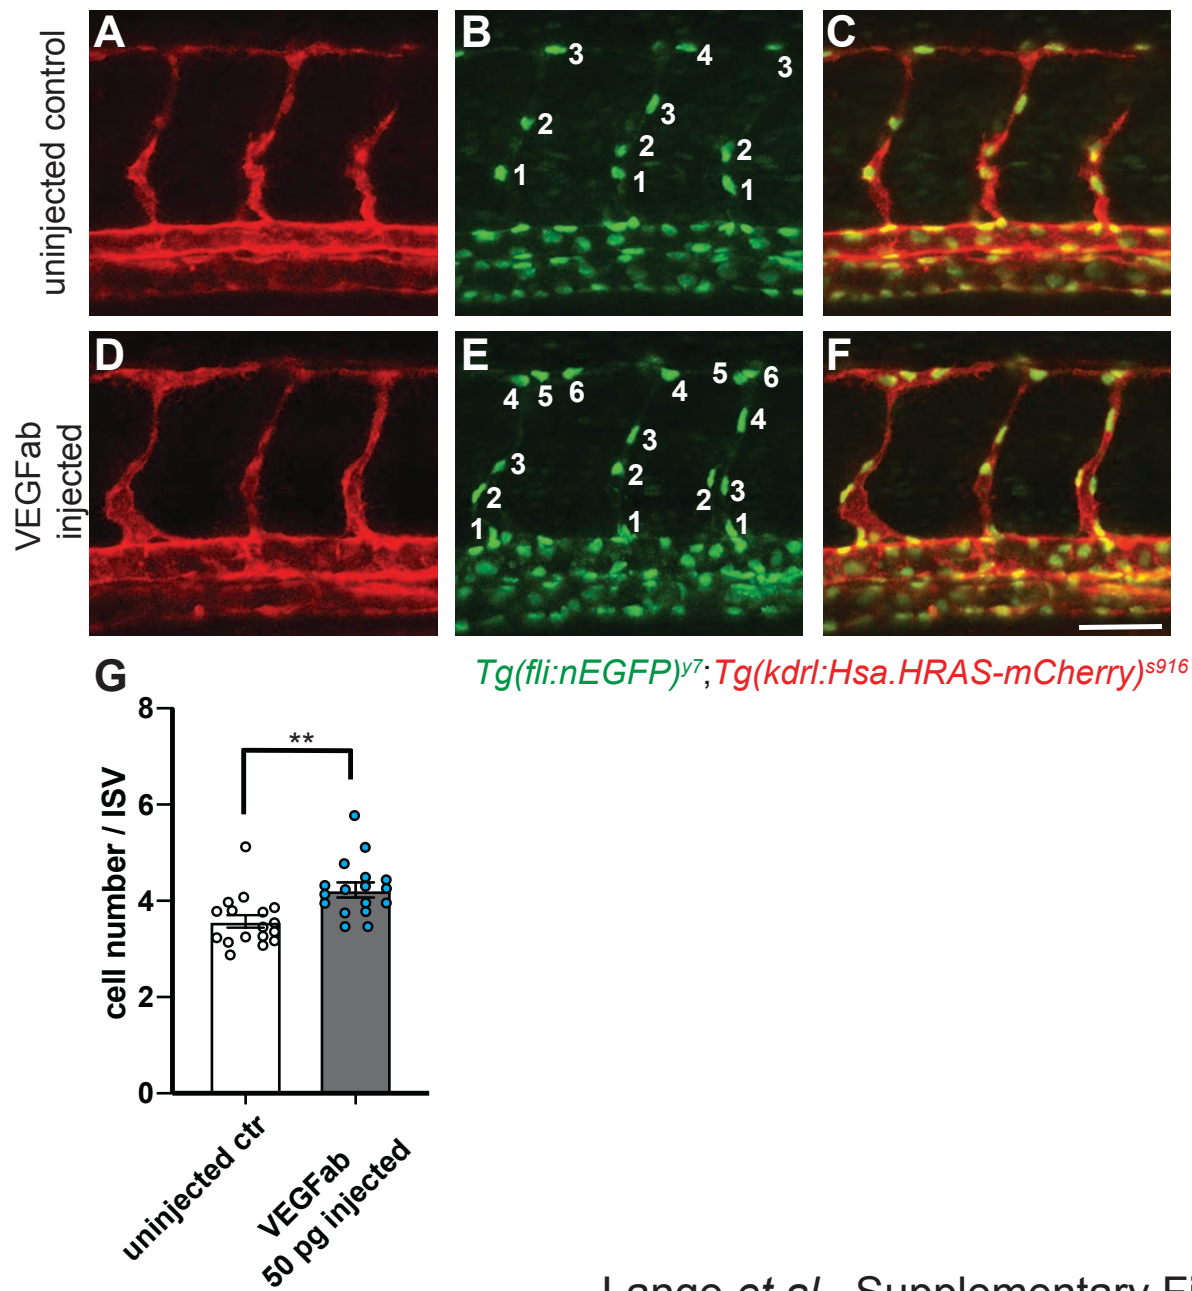 uninjected control
A
B
3
4
3
2
3
2
2
1
1
1
C
VEGFab
injected
D
E
4
5
6
4
5
6
4
3
3
2
2
3
1
1
1
F
Tg(fli:nEGFP)y7;Tg(kdrl:Hsa.HRAS-mCherry)s916
G
8
**
6
4
2
0
cell number / ISV
uninjected ctr
VEGFab
50 pg injected